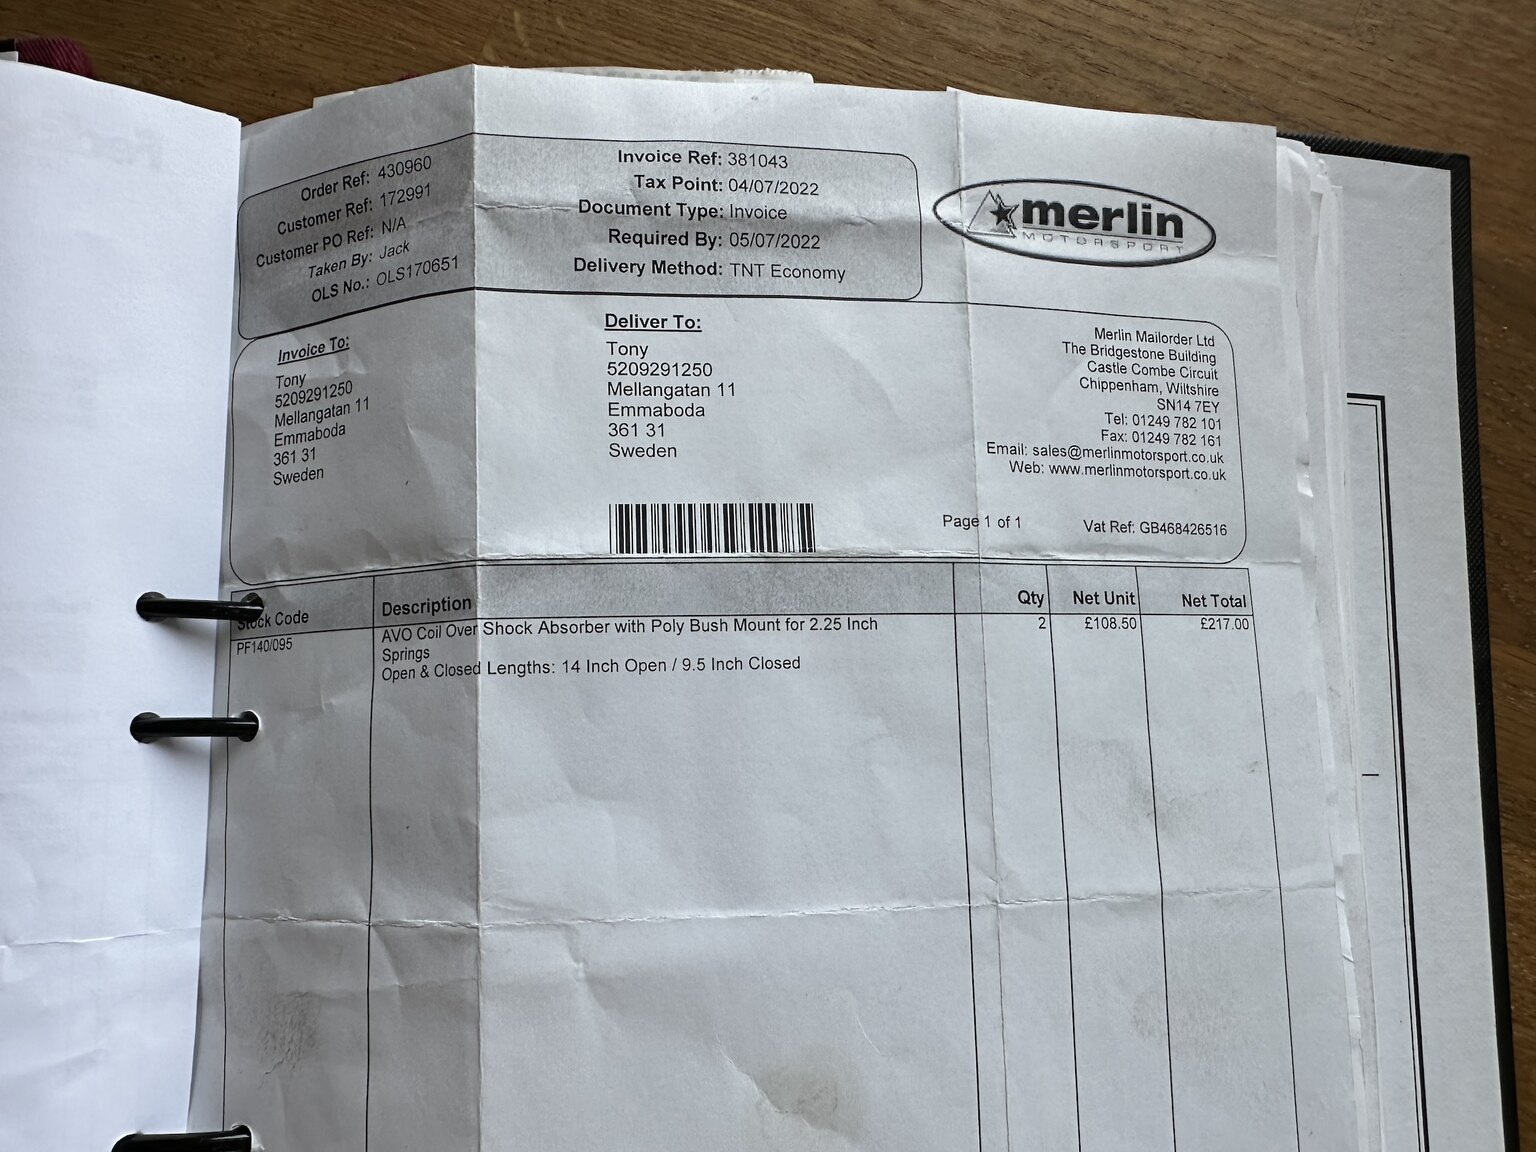 Order Ref: 430960
Customer Ref: 172991
Customer PO Ref: N/A
Taken By: Jack
OLS No.: OLS170651
Invoice Ref: 381043
Tax Point: 04/07/2022
Document Type: Invoice
Required By: 05/07/2022
Delivery Method: TNT Economy
merlin
MOTORSPORT
Invoice To:
Tony
5209291250
Mellangatan 11
Emmaboda
361 31
Sweden
Deliver To:
Tony
5209291250
Mellangatan 11
Emmaboda
361 31
Sweden
Merlin Mailorder Ltd
The Bridgestone Building
Castle Combe Circuit
Chippenham, Wiltshire
SN14 7EY
Tel: 01249 782 101
Fax: 01249 782 161
Email: sales@merlinmotorsport.co.uk
Web: www.merlinmotorsport.co.uk
Page 1 of 1
Vat Ref: GB468426516
Stock Code Description Qty Net Unit Net Total
PF140/095 AVO Coil Over Shock Absorber with Poly Bush Mount for 2.25 Inch 2 £108.50 £217.00
Springs
Open & Closed Lengths: 14 Inch Open / 9.5 Inch Closed